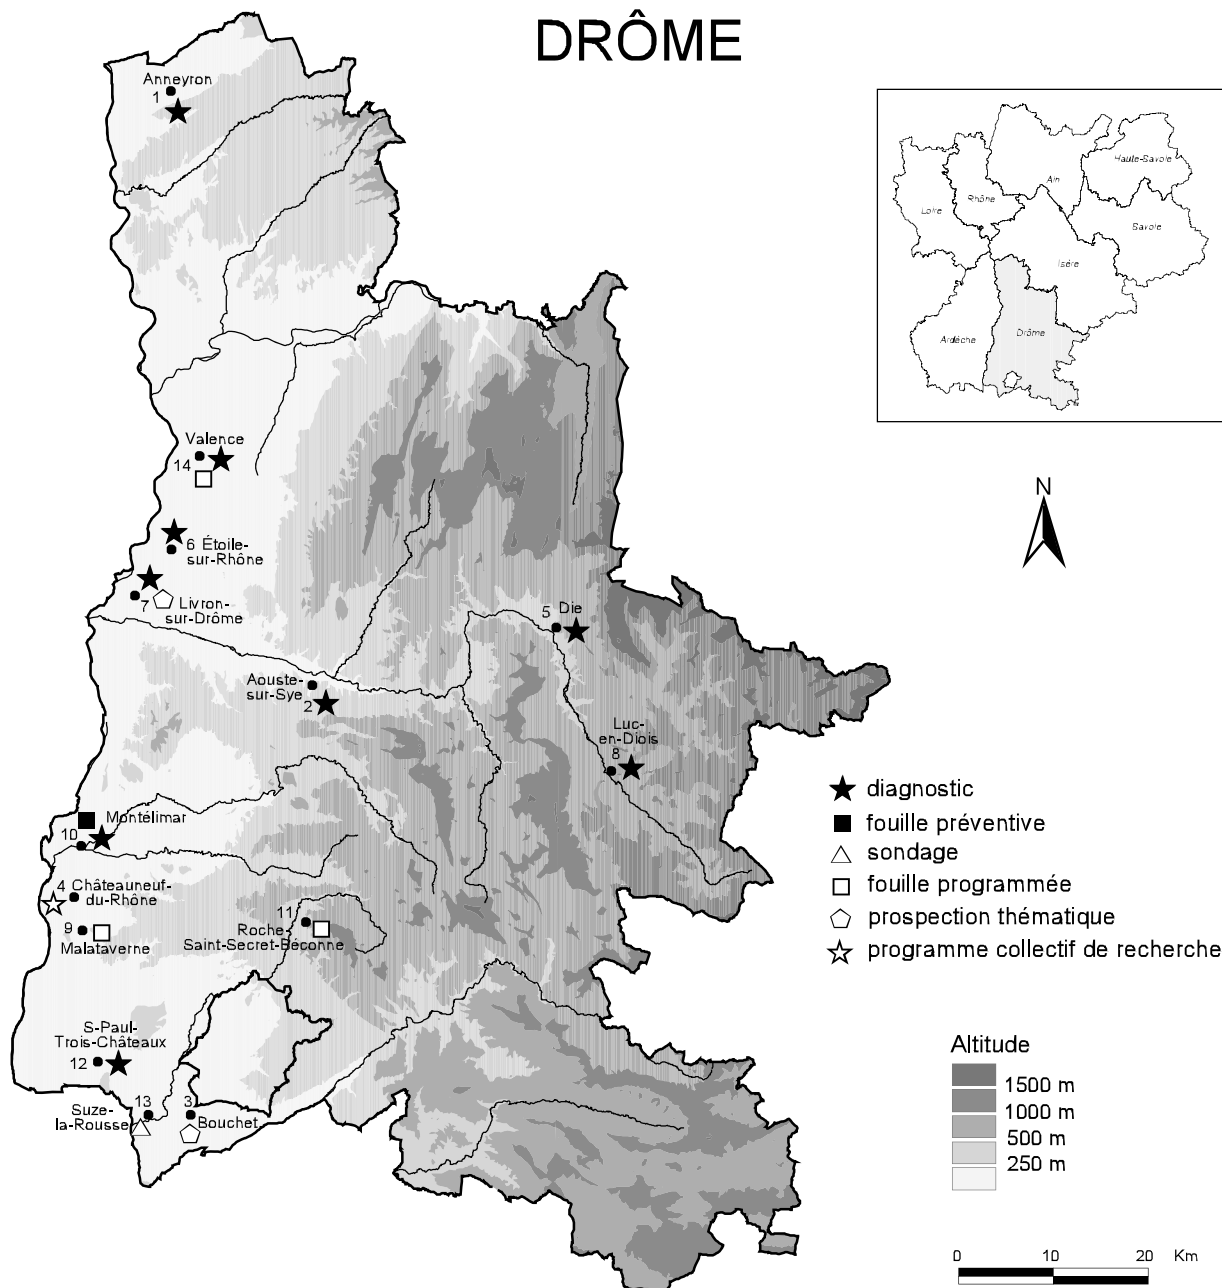 DRÔME
Anneyron
1
Haute-Savoie
Ain
Rhône
Loire
Savoie
Isère
Drôme
Ardèche
Valence
14
N
6 Étoile-
sur-Rhône
7
Livron-
sur-Drôme
5
Die
Aouste-
sur-Sye
2
Luc-
en-Diois
8
diagnostic
fouille préventive
sondage
fouille programmée
prospection thématique
programme collectif de recherche
Montélimar
10
4 Châteauneuf-
du-Rhône
9
Malataverne
11
Roche-
Saint-Secret-Béconne
S-Paul-
Trois-Châteaux
12
13
Suze-
la-Rousse
3
Bouchet
Altitude
1500 m
1000 m
500 m
250 m
0 10 20 Km